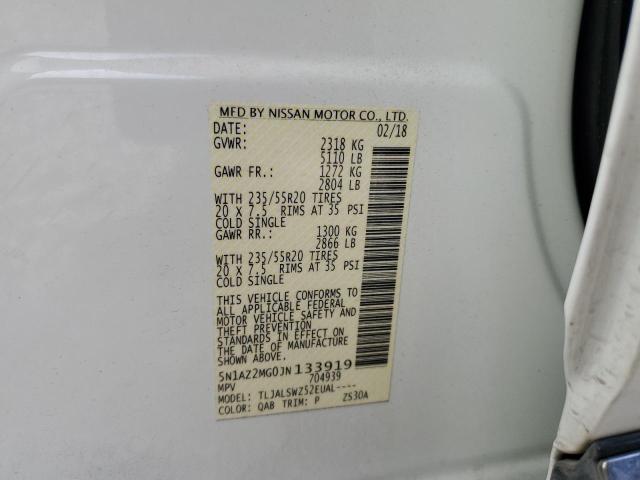 MFD BY NISSAN MOTOR CO., LTD.
DATE: 02/18
GVWR: 2318 KG
5110 LB
GAWR FR.: 1272 KG
2804 LB
WITH 235/55R20 TIRES
20 X 7.5 RIMS AT 35 PSI
COLD SINGLE
GAWR RR.: 1300 KG
2866 LB
WITH 235/55R20 TIRES
20 X 7.5 RIMS AT 35 PSI
COLD SINGLE
THIS VEHICLE CONFORMS TO
ALL APPLICABLE FEDERAL
MOTOR VEHICLE SAFETY AND
THEFT PREVENTION
STANDARDS IN EFFECT ON
THE DATE OF MANUFACTURE
SHOWN ABOVE.
5N1AZ2MG0JN133919
MPV 704939
MODEL: TLJALSWZ52EUAL----
COLOR: QAB TRIM: P ZS30A